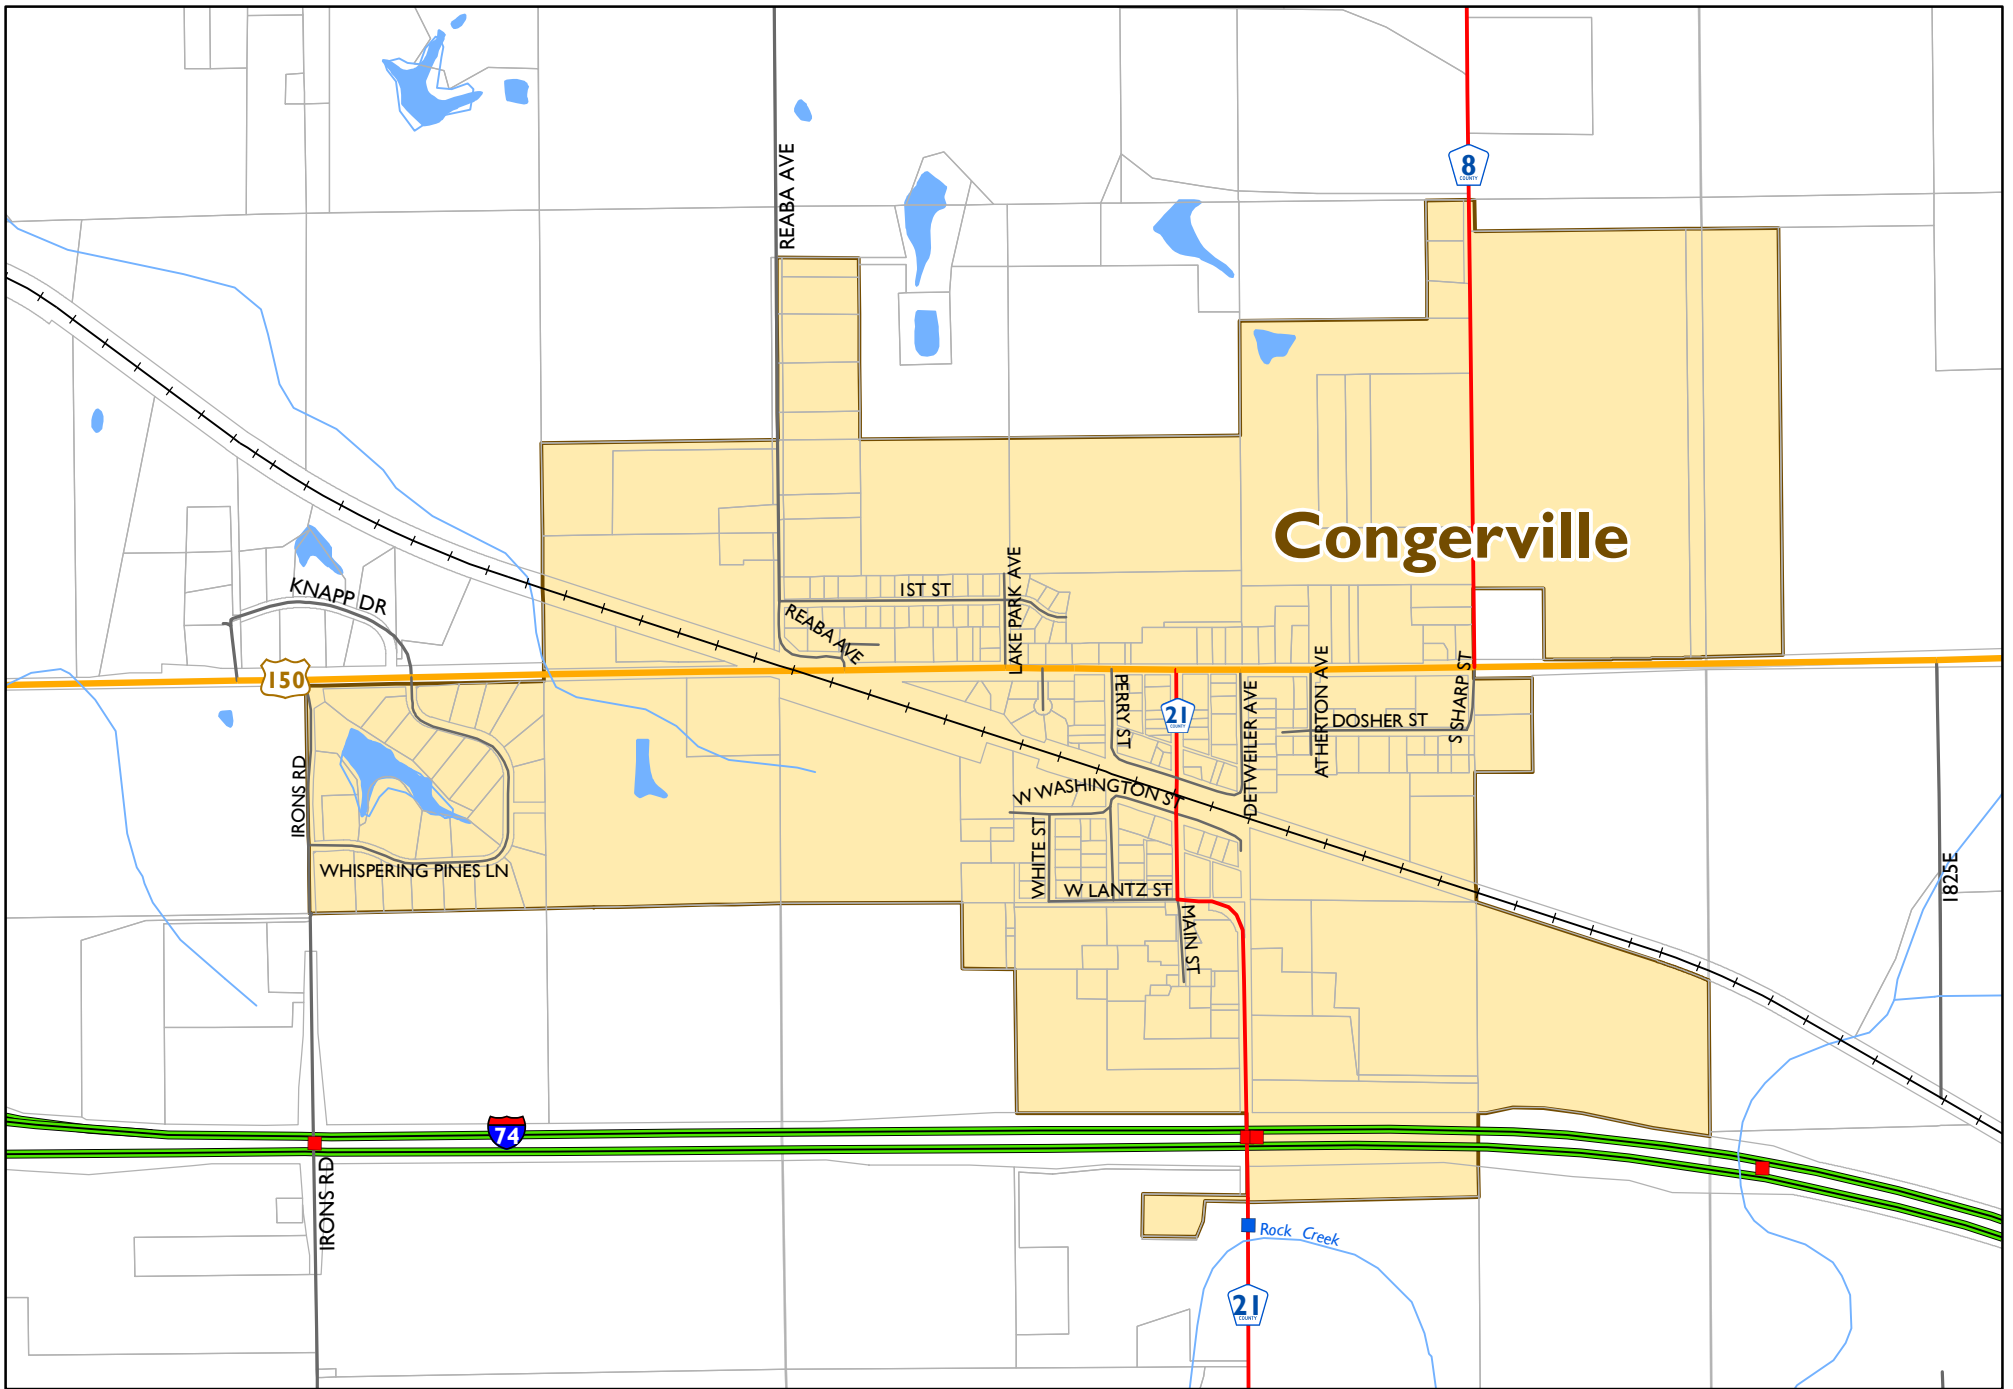 REABA AVE
8
COUNTY
Congerville
LAKE PARK AVE
1ST ST
KNAPP DR
REABA AVE
150
PERRY ST
21
COUNTY
DETWEILER AVE
ATHERTON AVE
DOSHER ST
S SHARP ST
IRONS RD
W WASHINGTON ST
WHITE ST
WHISPERING PINES LN
W LANTZ ST
1825E
MAIN ST
74
IRONS RD
Rock Creek
21
COUNTY